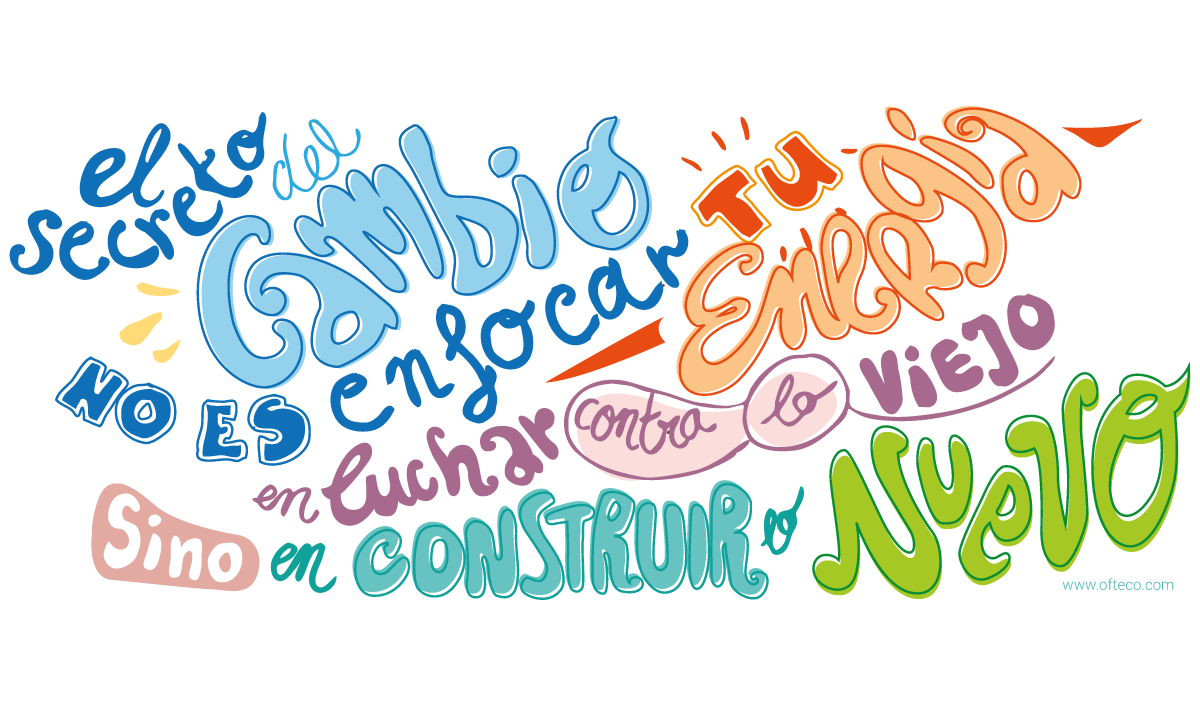 el secreto del Cambio
NO ES enfocar TU Energia
en luchar contra lo VIEJO
Sino en CONSTRUIR lo NUevo
www.ofteco.com